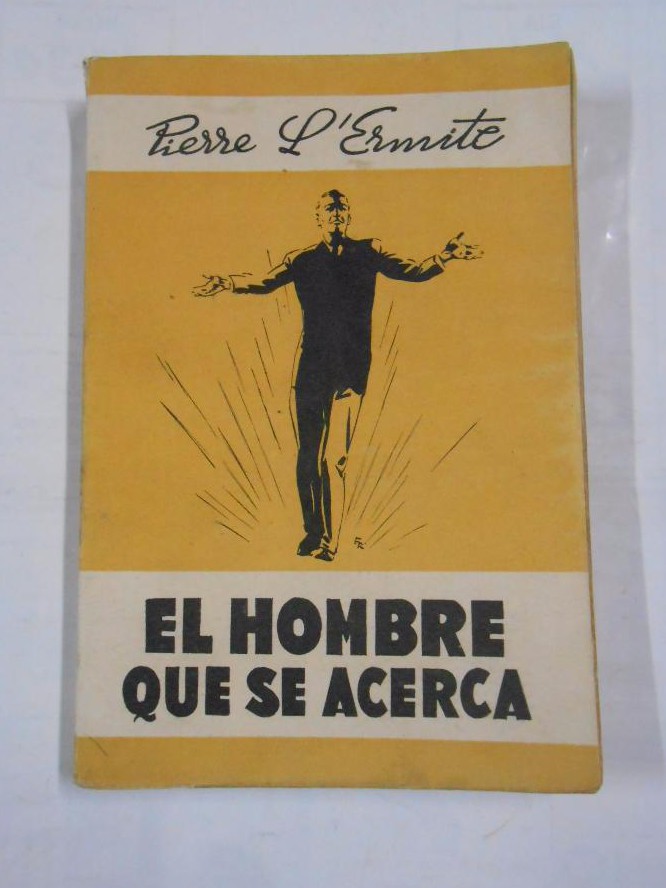 Pierre L'Ermite
EL HOMBRE
QUE SE ACERCA